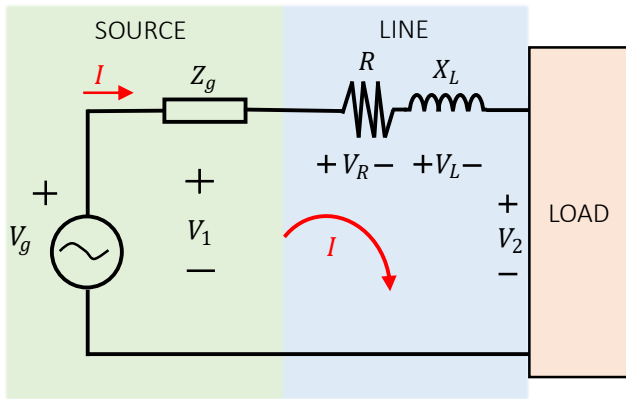 SOURCE LINE
I Z_g R X_L
+ V_R − + V_L −
+ + +
V_g V_1 I V_2 LOAD
− −